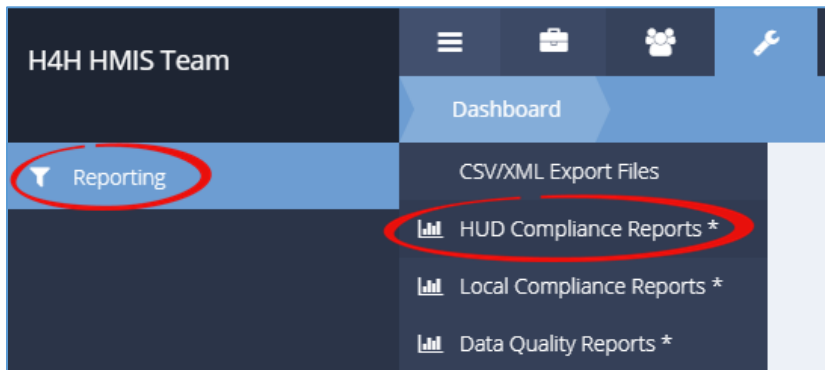 H4H HMIS Team
Dashboard
Reporting
CSV/XML Export Files
HUD Compliance Reports *
Local Compliance Reports *
Data Quality Reports *